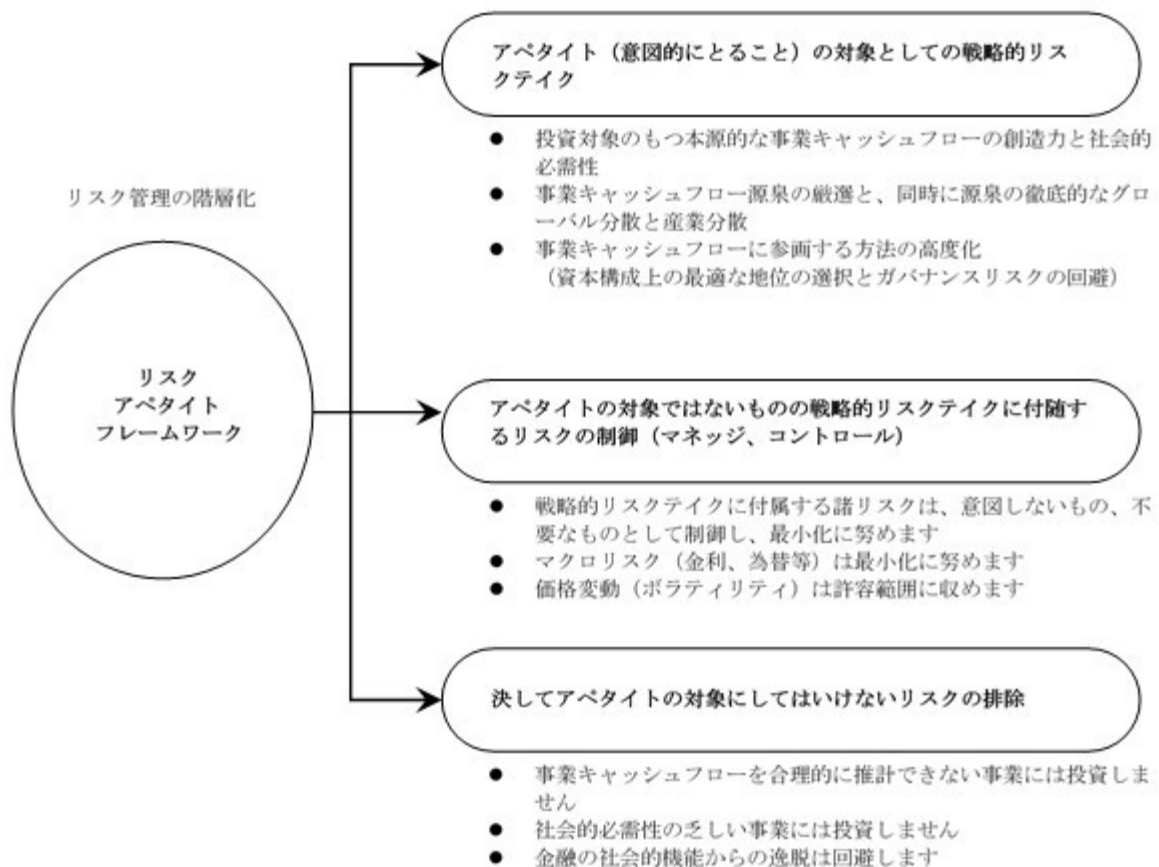 アペタイト（意図的にとること）の対象としての戦略的リス
クテイク
● 投資対象のもつ本源的な事業キャッシュフローの創造力と社会的
必需性
● 事業キャッシュフロー源泉の厳選と、同時に源泉の徹底的なグロ
ーバル分散と産業分散
● 事業キャッシュフローに参画する方法の高度化
（資本構成上の最適な地位の選択とガバナンスリスクの回避）
リスク管理の階層化
リスク
アペタイト
フレームワーク
アペタイトの対象ではないものの戦略的リスクテイクに付随す
るリスクの制御（マネッジ、コントロール）
● 戦略的リスクテイクに付属する諸リスクは、意図しないもの、不
要なものとして制御し、最小化に努めます
● マクロリスク（金利、為替等）は最小化に努めます
● 価格変動（ボラティリティ）は許容範囲に収めます
決してアペタイトの対象にしてはいけないリスクの排除
● 事業キャッシュフローを合理的に推計できない事業には投資しま
せん
● 社会的必需性の乏しい事業には投資しません
● 金融の社会的機能からの逸脱は回避します